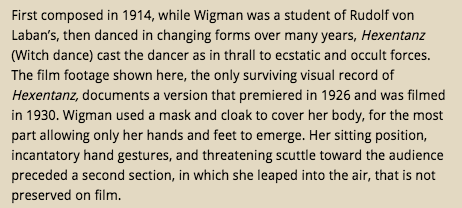 First composed in 1914, while Wigman was a student of Rudolf von
Laban's, then danced in changing forms over many years, Hexentanz
(Witch dance) cast the dancer as in thrall to ecstatic and occult forces.
The film footage shown here, the only surviving visual record of
Hexentanz, documents a version that premiered in 1926 and was filmed
in 1930. Wigman used a mask and cloak to cover her body, for the most
part allowing only her hands and feet to emerge. Her sitting position,
incantatory hand gestures, and threatening scuttle toward the audience
preceded a second section, in which she leaped into the air, that is not
preserved on film.